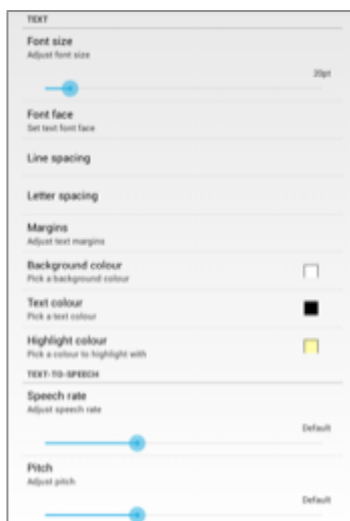 TEXT
Font size
Adjust font size
20pt
Font face
Set text font face
Line spacing
Letter spacing
Margins
Adjust text margins
Background colour
Pick a background colour
Text colour
Pick a text colour
Highlight colour
Pick a colour to highlight with
TEXT-TO-SPEECH
Speech rate
Adjust speech rate
Default
Pitch
Adjust pitch
Default